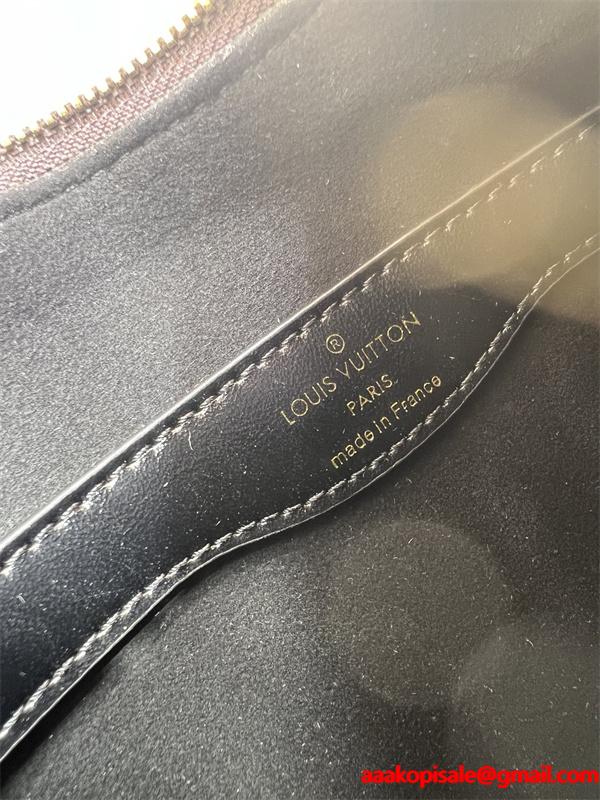 ®
LOUIS VUITTON
PARIS
made in France
aaakopisale@gmail.com